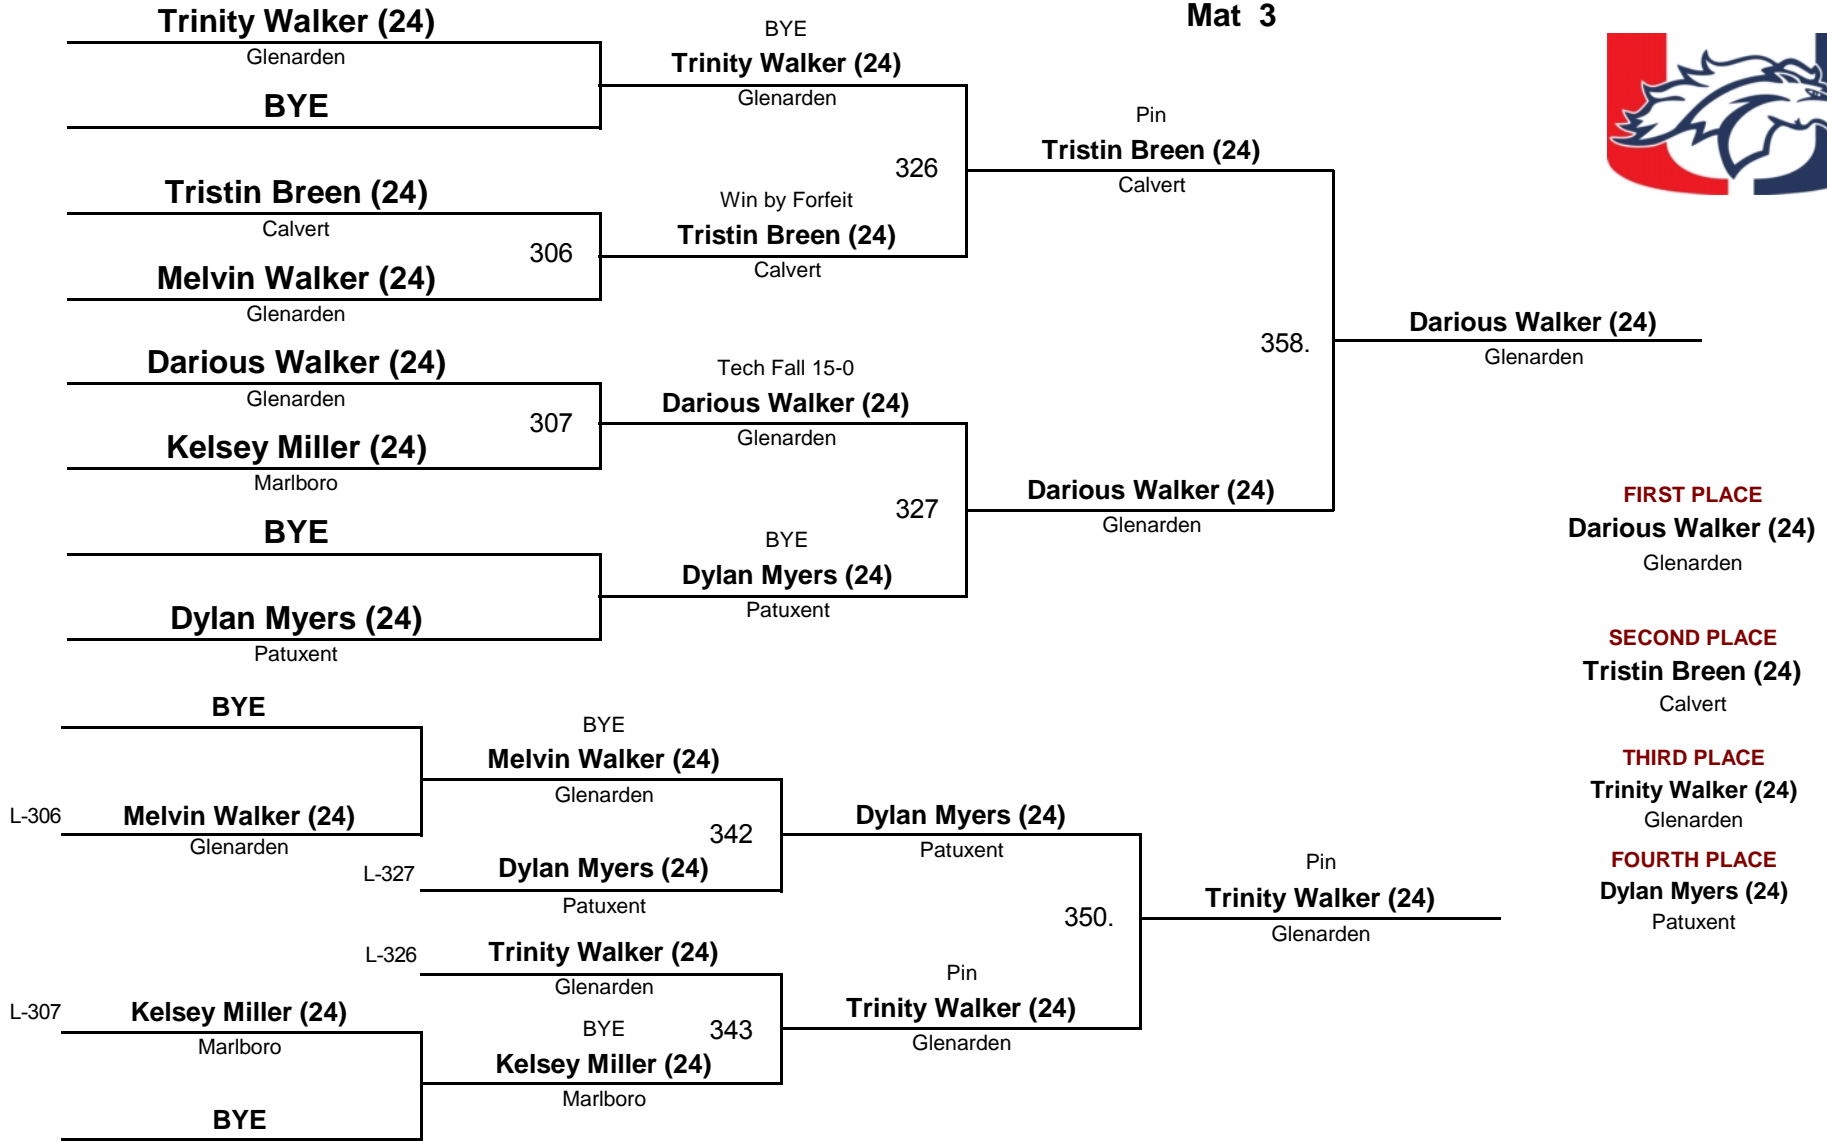 Mat 3
Trinity Walker (24)
Glenarden
BYE
Tristin Breen (24)
Calvert
306
Melvin Walker (24)
Glenarden
Darious Walker (24)
Glenarden
307
Kelsey Miller (24)
Marlboro
BYE
Dylan Myers (24)
Patuxent
BYE
Trinity Walker (24)
Glenarden
326
Win by Forfeit
Tristin Breen (24)
Calvert
Tech Fall 15-0
Darious Walker (24)
Glenarden
327
BYE
Dylan Myers (24)
Patuxent
Pin
Tristin Breen (24)
Calvert
358.
Darious Walker (24)
Glenarden
Darious Walker (24)
Glenarden
FIRST PLACE
Darious Walker (24)
Glenarden
SECOND PLACE
Tristin Breen (24)
Calvert
THIRD PLACE
Trinity Walker (24)
Glenarden
FOURTH PLACE
Dylan Myers (24)
Patuxent
BYE
L-306
Melvin Walker (24)
Glenarden
L-307
Kelsey Miller (24)
Marlboro
BYE
BYE
Melvin Walker (24)
Glenarden
342
L-327
Dylan Myers (24)
Patuxent
L-326
Trinity Walker (24)
Glenarden
BYE
343
Kelsey Miller (24)
Marlboro
Dylan Myers (24)
Patuxent
350.
Pin
Trinity Walker (24)
Glenarden
Pin
Trinity Walker (24)
Glenarden